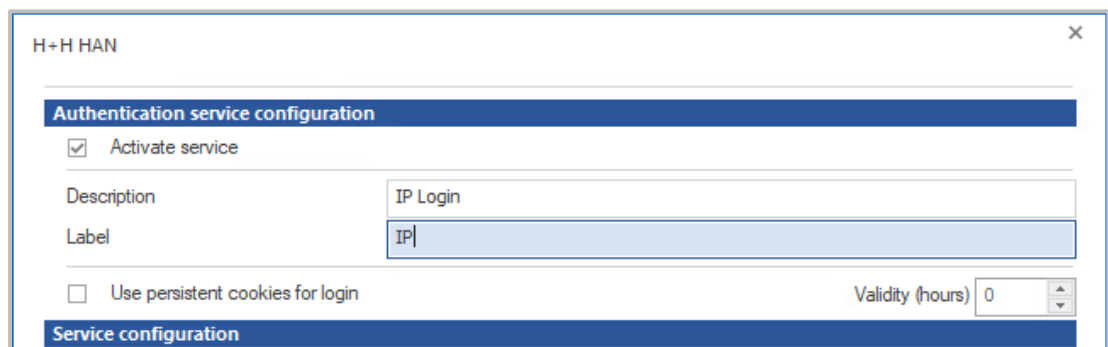 H+H HAN
Authentication service configuration
Activate service
Description IP Login
Label IP
Use persistent cookies for login Validity (hours) 0
Service configuration